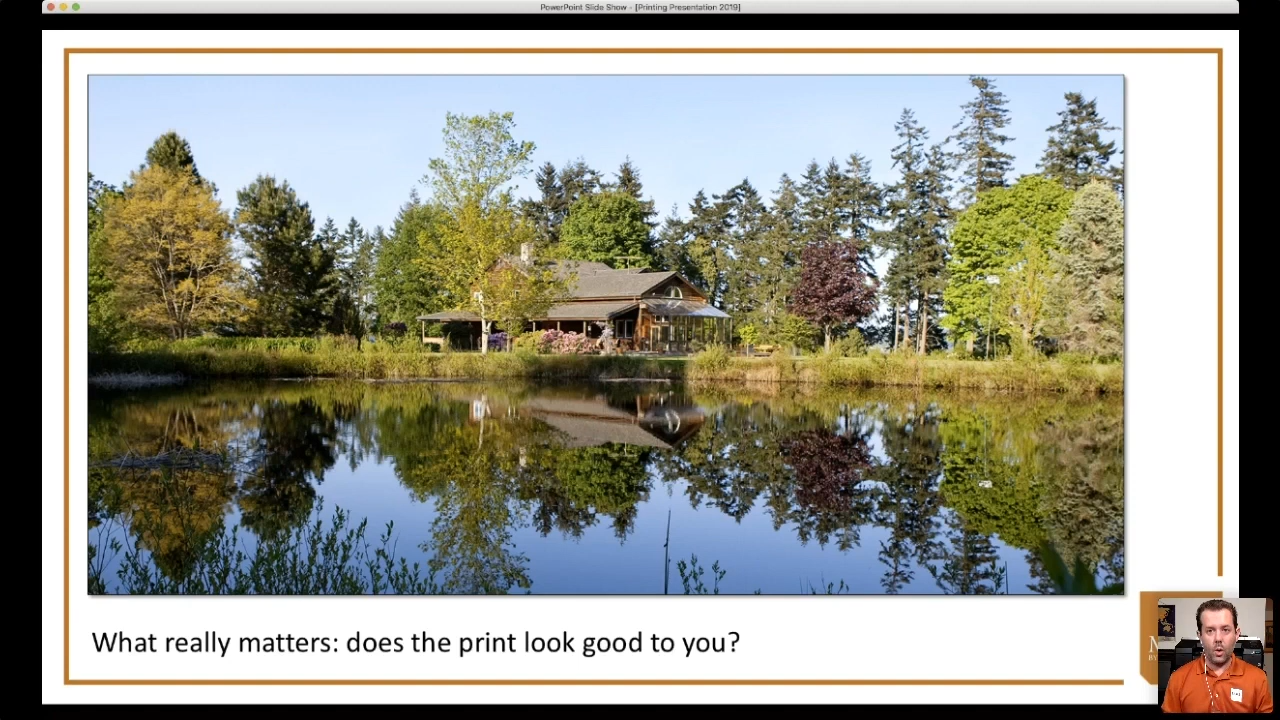 PowerPoint Slide Show - [Printing Presentation 2019]
What really matters: does the print look good to you?